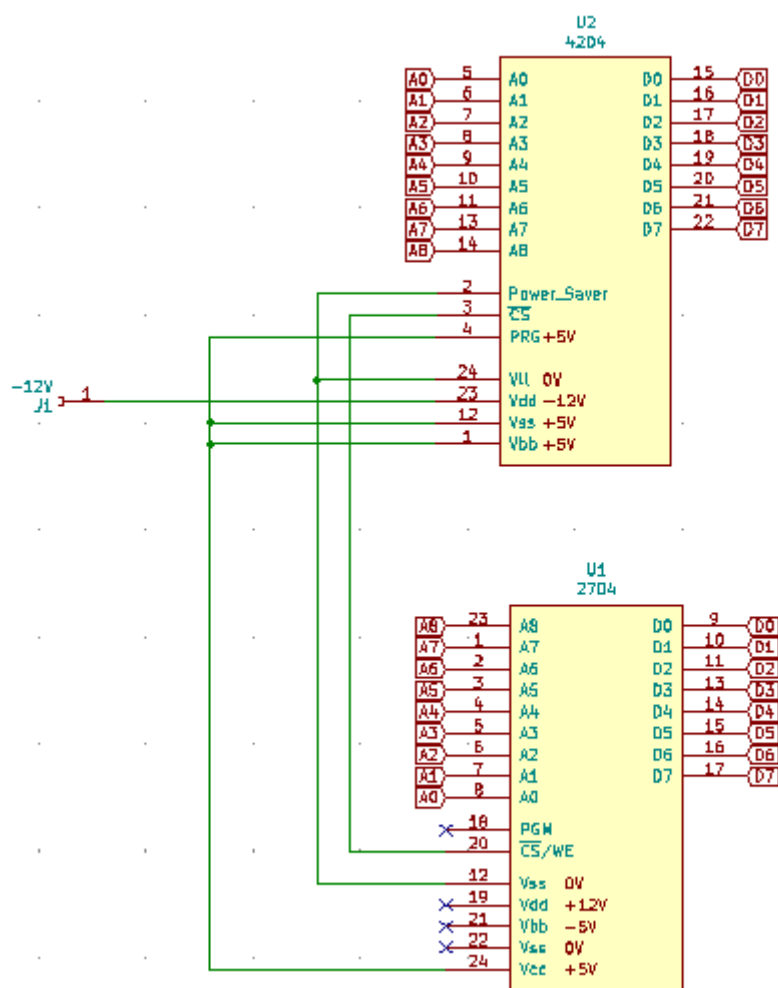 U2
4204
A0 5 A0 D0 15 D0
A1 6 A1 D1 16 D1
A2 7 A2 D2 17 D2
A3 8 A3 D3 18 D3
A4 9 A4 D4 19 D4
A5 10 A5 D5 20 D5
A6 11 A6 D6 21 D6
A7 13 A7 D7 22 D7
A8 14 A8
2 Power_Saver
3 CS
4 PRG +5V
24 Vll 0V
-12V
J1 1 23 Vdd -12V
12 Vss +5V
1 Vbb +5V
U1
2704
A8 23 A8 D0 9 D0
A7 1 A7 D1 10 D1
A6 2 A6 D2 11 D2
A5 3 A5 D3 13 D3
A4 4 A4 D4 14 D4
A3 5 A3 D5 15 D5
A2 6 A2 D6 16 D6
A1 7 A1 D7 17 D7
A0 8 A0
18 PGM
20 CS/WE
12 Vss 0V
19 Vdd +12V
21 Vbb -5V
22 Vss 0V
24 Vcc +5V